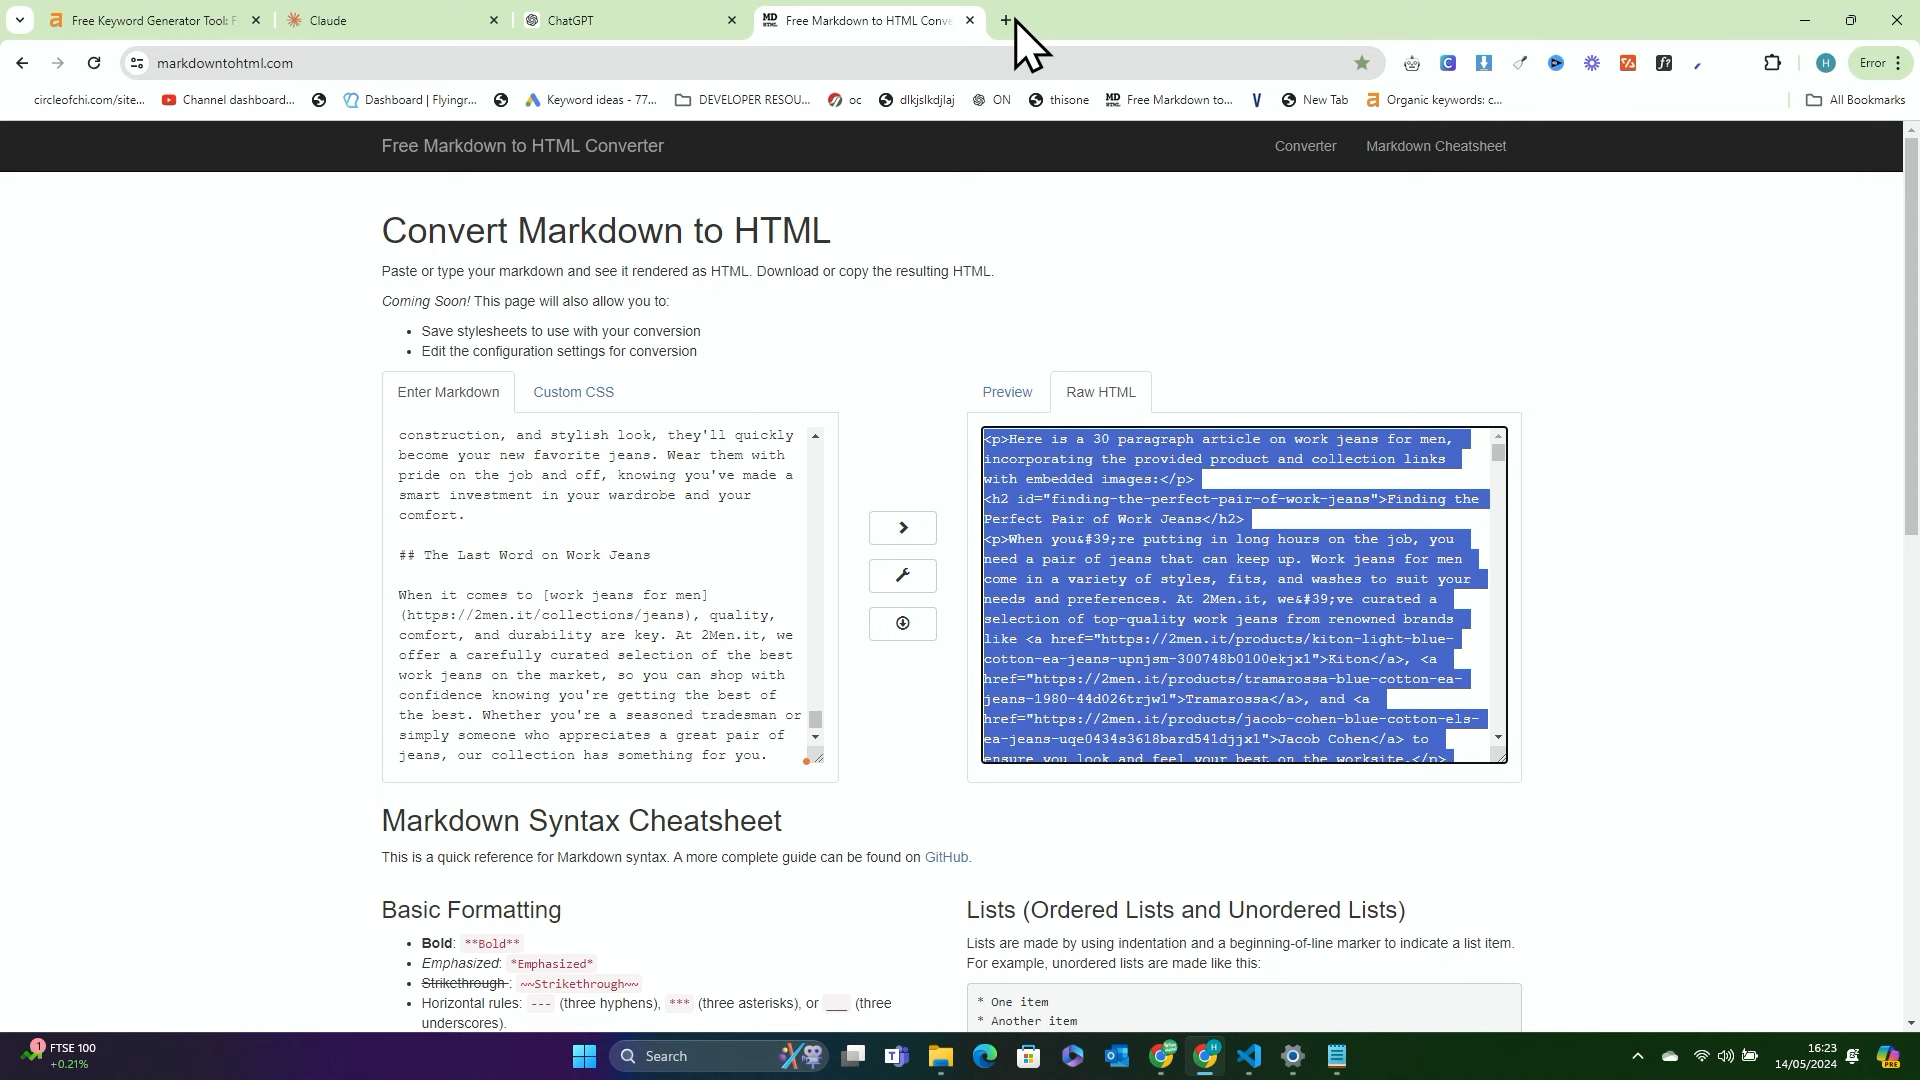 Free Keyword Generator Tool: F
Claude
ChatGPT
MD HTML Free Markdown to HTML Conve
markdowntohtml.com
Error
circleofchi.com/site...
Channel dashboard...
Dashboard | Flyingr...
Keyword ideas - 77...
DEVELOPER RESOU...
oc
dlkjslkdjlaj
ON
thisone
MD HTML Free Markdown to...
New Tab
Organic keywords: c...
All Bookmarks
Free Markdown to HTML Converter
Converter
Markdown Cheatsheet
Convert Markdown to HTML
Paste or type your markdown and see it rendered as HTML. Download or copy the resulting HTML.
Coming Soon! This page will also allow you to:
• Save stylesheets to use with your conversion
• Edit the configuration settings for conversion
Enter Markdown
Custom CSS
construction, and stylish look, they'll quickly
become your new favorite jeans. Wear them with
pride on the job and off, knowing you've made a
smart investment in your wardrobe and your
comfort.
## The Last Word on Work Jeans
When it comes to [work jeans for men]
(https://2men.it/collections/jeans), quality,
comfort, and durability are key. At 2Men.it, we
offer a carefully curated selection of the best
work jeans on the market, so you can shop with
confidence knowing you're getting the best of
the best. Whether you're a seasoned tradesman or
simply someone who appreciates a great pair of
jeans, our collection has something for you.
Preview
Raw HTML
<p>Here is a 30 paragraph article on work jeans for men,
incorporating the provided product and collection links
with embedded images:</p>
<h2 id="finding-the-perfect-pair-of-work-jeans">Finding the
Perfect Pair of Work Jeans</h2>
<p>When you&#39;re putting in long hours on the job, you
need a pair of jeans that can keep up. Work jeans for men
come in a variety of styles, fits, and washes to suit your
needs and preferences. At 2Men.it, we&#39;ve curated a
selection of top-quality work jeans from renowned brands
like <a href="https://2men.it/products/kiton-light-blue-
cotton-ea-jeans-upnjsm-300748b0100ekjx1">Kiton</a>, <a
href="https://2men.it/products/tramarossa-blue-cotton-ea-
jeans-1980-44d026trjw1">Tramarossa</a>, and <a
href="https://2men.it/products/jacob-cohen-blue-cotton-els-
ea-jeans-uqe0434s3618bard541djjx1">Jacob Cohen</a> to
ensure you look and feel your best on the worksite.</p>
Markdown Syntax Cheatsheet
This is a quick reference for Markdown syntax. A more complete guide can be found on GitHub.
Basic Formatting
• Bold: **Bold**
• Emphasized: *Emphasized*
• Strikethrough: ~~Strikethrough~~
• Horizontal rules: --- (three hyphens), *** (three asterisks), or ___ (three
underscores).
Lists (Ordered Lists and Unordered Lists)
Lists are made by using indentation and a beginning-of-line marker to indicate a list item.
For example, unordered lists are made like this:
* One item
* Another item
1
FTSE 100
+0.21%
Search
16:23
14/05/2024